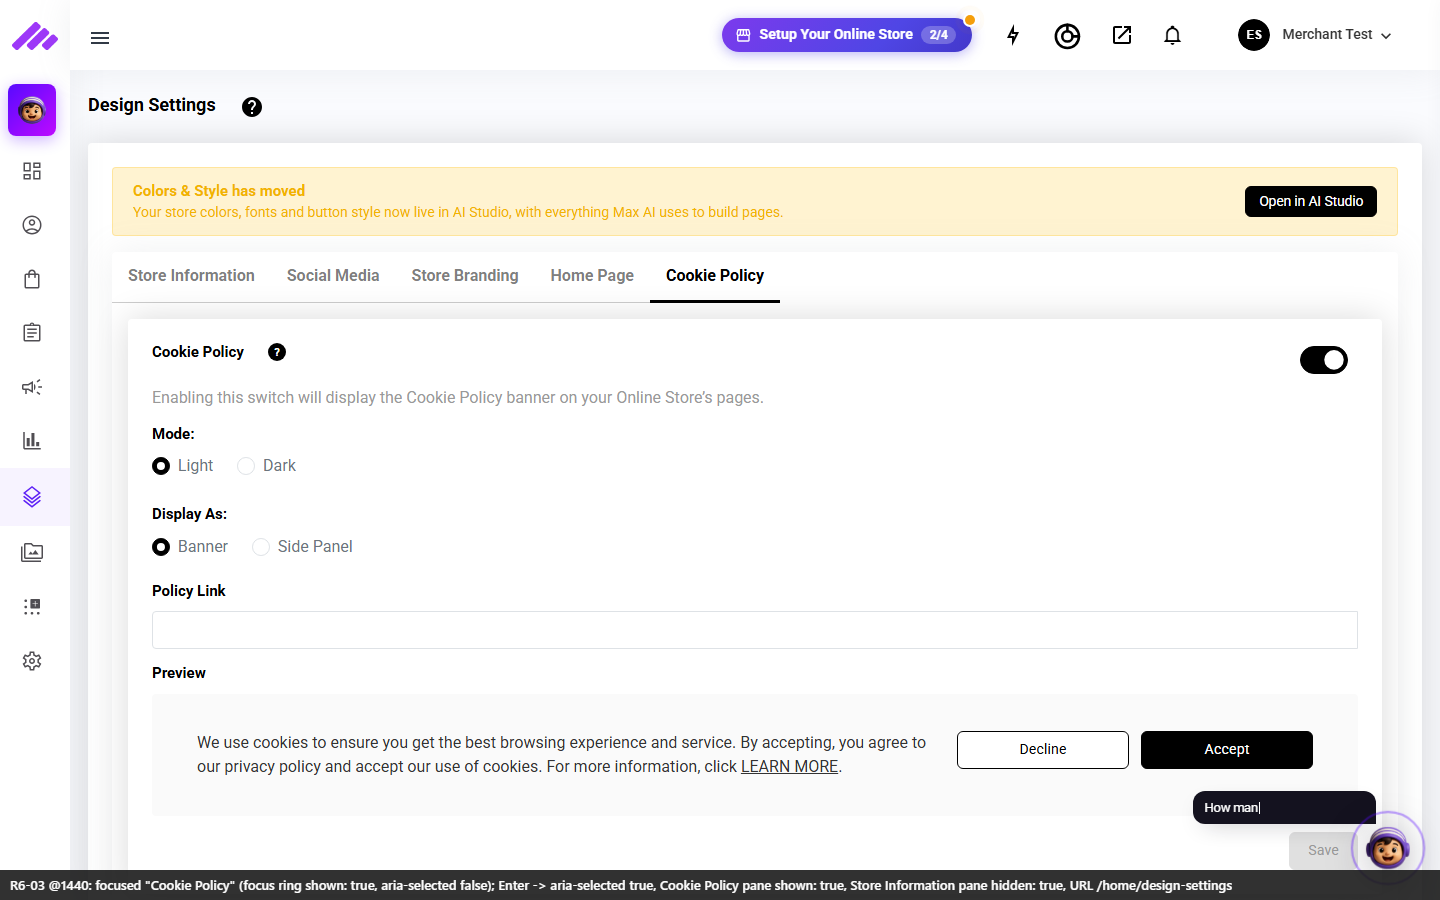 Setup Your Online Store 2/4
ES Merchant Test
Design Settings ?
Colors & Style has moved
Your store colors, fonts and button style now live in AI Studio, with everything Max AI uses to build pages.
Open in AI Studio
Store Information Social Media Store Branding Home Page Cookie Policy
Cookie Policy ?
Enabling this switch will display the Cookie Policy banner on your Online Store's pages.
Mode:
Light Dark
Display As:
Banner Side Panel
Policy Link
Preview
We use cookies to ensure you get the best browsing experience and service. By accepting, you agree to
our privacy policy and accept our use of cookies. For more information, click LEARN MORE.
Decline Accept
How man
Save
R6-03 @1440: focused "Cookie Policy" (focus ring shown: true, aria-selected false); Enter -> aria-selected true, Cookie Policy pane shown: true, Store Information pane hidden: true, URL /home/design-settings